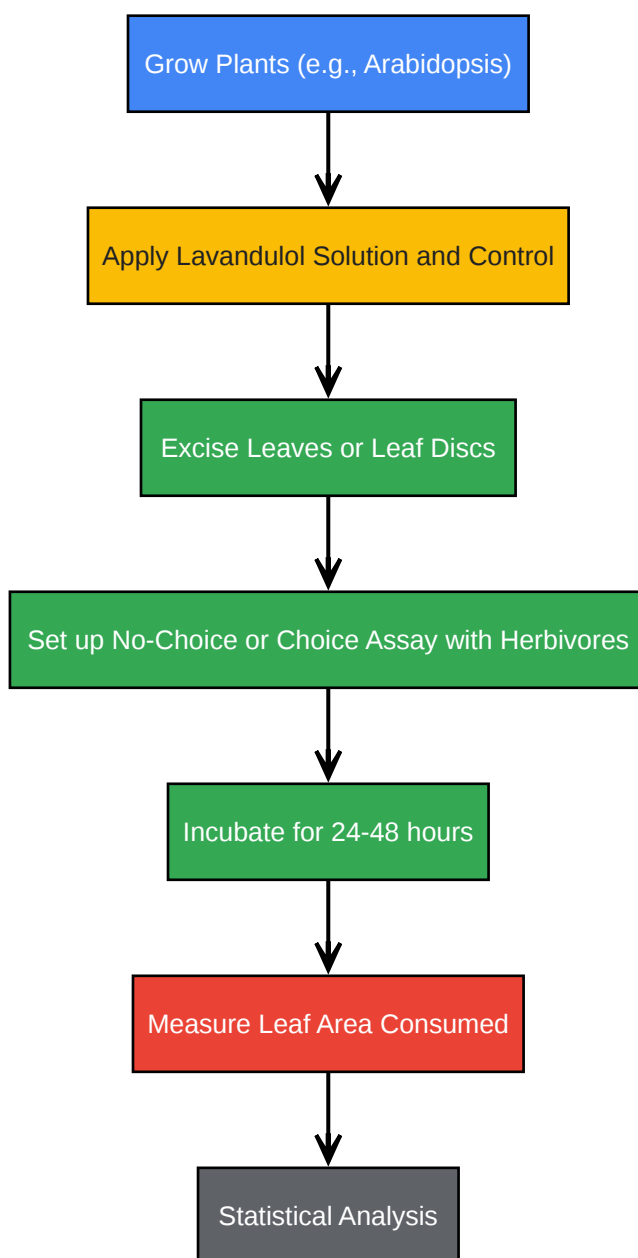 Grow Plants (e.g., Arabidopsis)
Apply Lavandulol Solution and Control
Excise Leaves or Leaf Discs
Set up No-Choice or Choice Assay with Herbivores
Incubate for 24-48 hours
Measure Leaf Area Consumed
Statistical Analysis